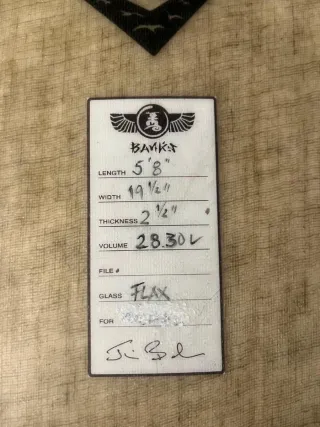 BANKS
LENGTH 5'8"
WIDTH 19 1/2"
THICKNESS 2 1/2"
VOLUME 28.30L
FILE #
GLASS FLAX
FOR